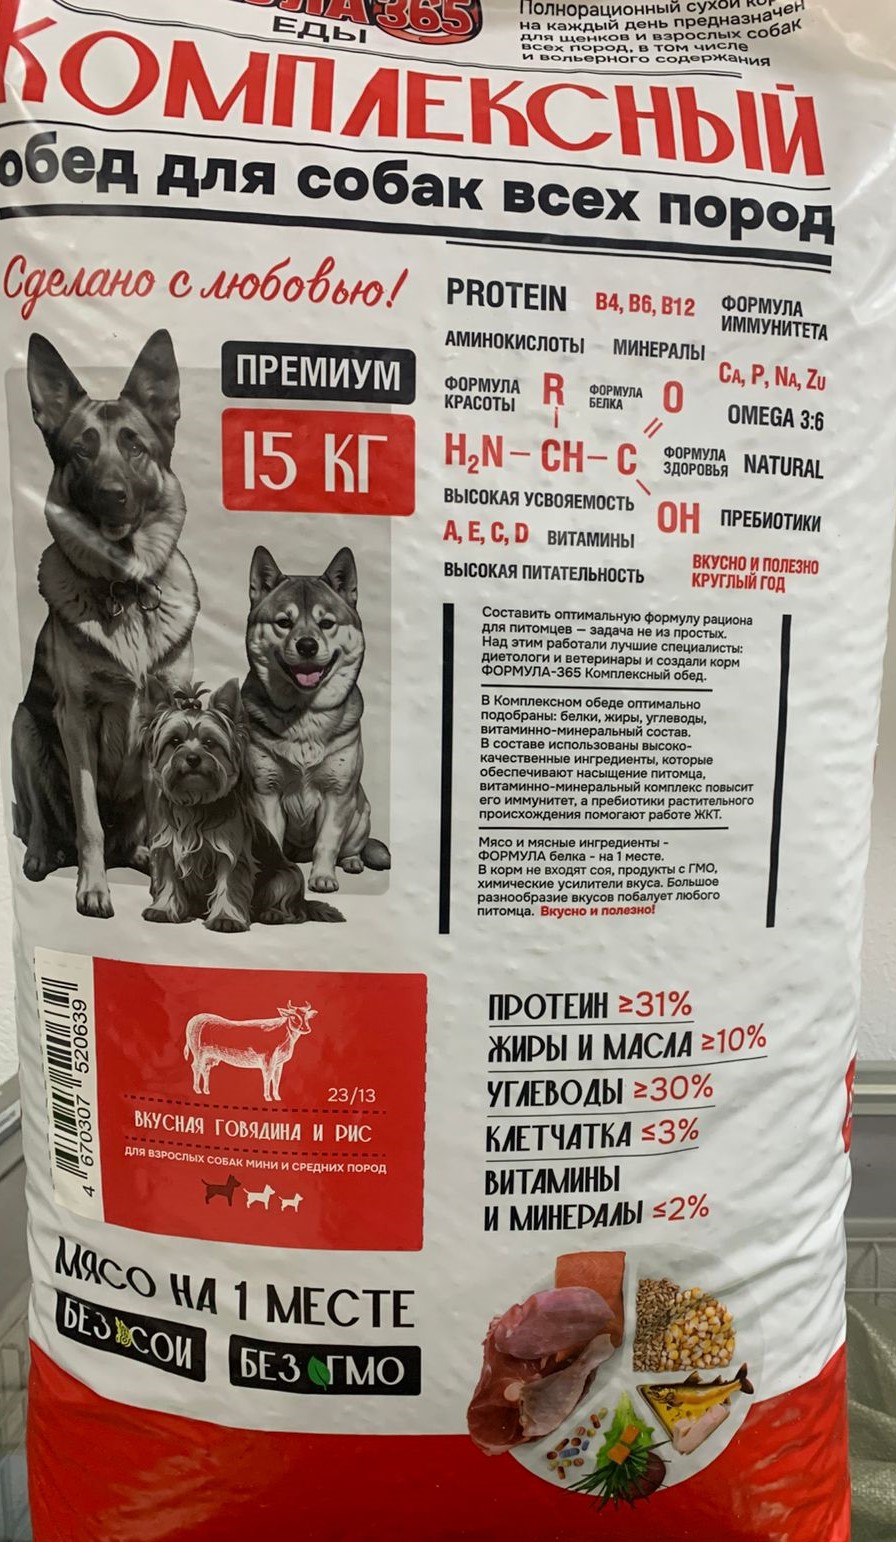 365
ЕДЫ
Полнорационный сухой
на каждый день предназначен
для щенков и взрослых собак
всех пород, в том числе
и вольерного содержания
КОМПЛЕКСНЫЙ
обед для собак всех пород
Сделано с любовью!
ПРЕМИУМ
15 КГ
PROTEIN
B4, B6, B12
ФОРМУЛА
ИММУНИТЕТА
АМИНОКИСЛОТЫ
МИНЕРАЛЫ
CA, P, NA, ZU
ФОРМУЛА
КРАСОТЫ
R
ФОРМУЛА
БЕЛКА
O
OMEGA 3:6
H₂N — CH — C
ФОРМУЛА
ЗДОРОВЬЯ
NATURAL
ВЫСОКАЯ УСВОЯЕМОСТЬ
OH
ПРЕБИОТИКИ
A, E, C, D
ВИТАМИНЫ
ВЫСОКАЯ ПИТАТЕЛЬНОСТЬ
ВКУСНО И ПОЛЕЗНО
КРУГЛЫЙ ГОД
Составить оптимальную формулу рациона
для питомцев — задача не из простых.
Над этим работали лучшие специалисты:
диетологи и ветеринары и создали корм
ФОРМУЛА-365 Комплексный обед.
В Комплексном обеде оптимально
подобраны: белки, жиры, углеводы,
витаминно-минеральный состав.
В составе использованы высоко-
качественные ингредиенты, которые
обеспечивают насыщение питомца,
витаминно-минеральный комплекс повысит
его иммунитет, а пребиотики растительного
происхождения помогают работе ЖКТ.
Мясо и мясные ингредиенты -
ФОРМУЛА белка - на 1 месте.
В корм не входят соя, продукты с ГМО,
химические усилители вкуса. Большое
разнообразие вкусов побалует любого
питомца. Вкусно и полезно!
4 670307 520639
23/13
ВКУСНАЯ ГОВЯДИНА И РИС
ДЛЯ ВЗРОСЛЫХ СОБАК МИНИ И СРЕДНИХ ПОРОД
ПРОТЕИН ≥31%
ЖИРЫ И МАСЛА ≥10%
УГЛЕВОДЫ ≥30%
КЛЕТЧАТКА ≤3%
ВИТАМИНЫ
И МИНЕРАЛЫ ≤2%
МЯСО НА 1 МЕСТЕ
БЕЗ СОИ
БЕЗ ГМО